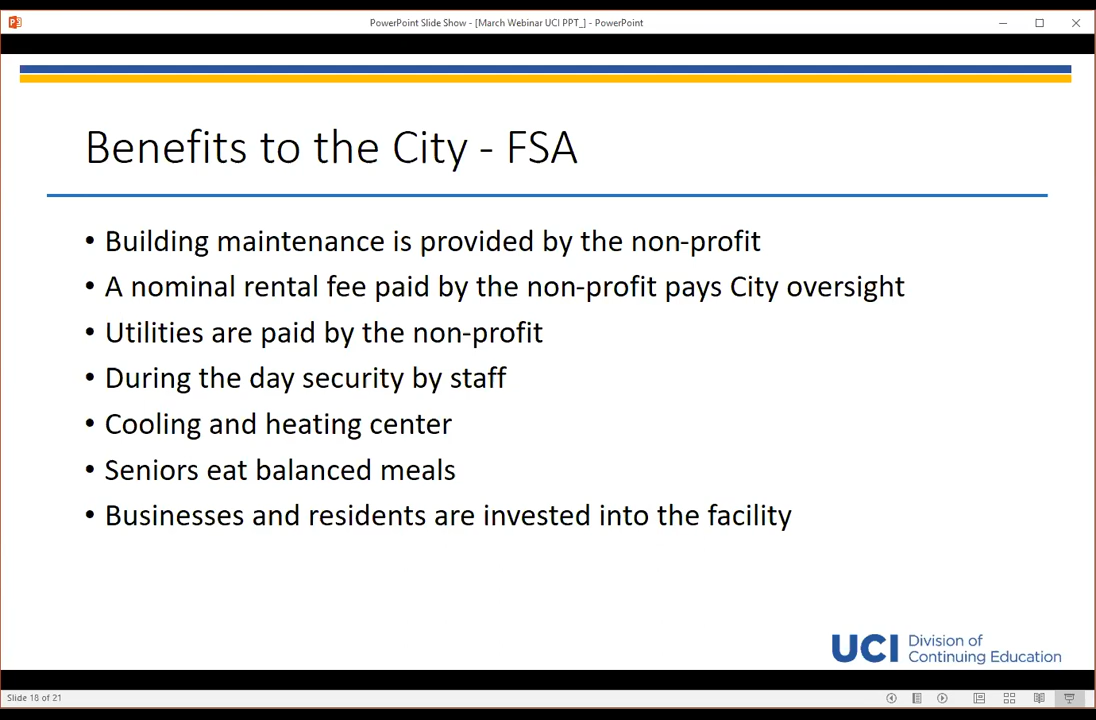 PowerPoint Slide Show - [March Webinar UCI PPT_] - PowerPoint
Benefits to the City - FSA
• Building maintenance is provided by the non-profit
• A nominal rental fee paid by the non-profit pays City oversight
• Utilities are paid by the non-profit
• During the day security by staff
• Cooling and heating center
• Seniors eat balanced meals
• Businesses and residents are invested into the facility
UCI Division of
Continuing Education
Slide 18 of 21